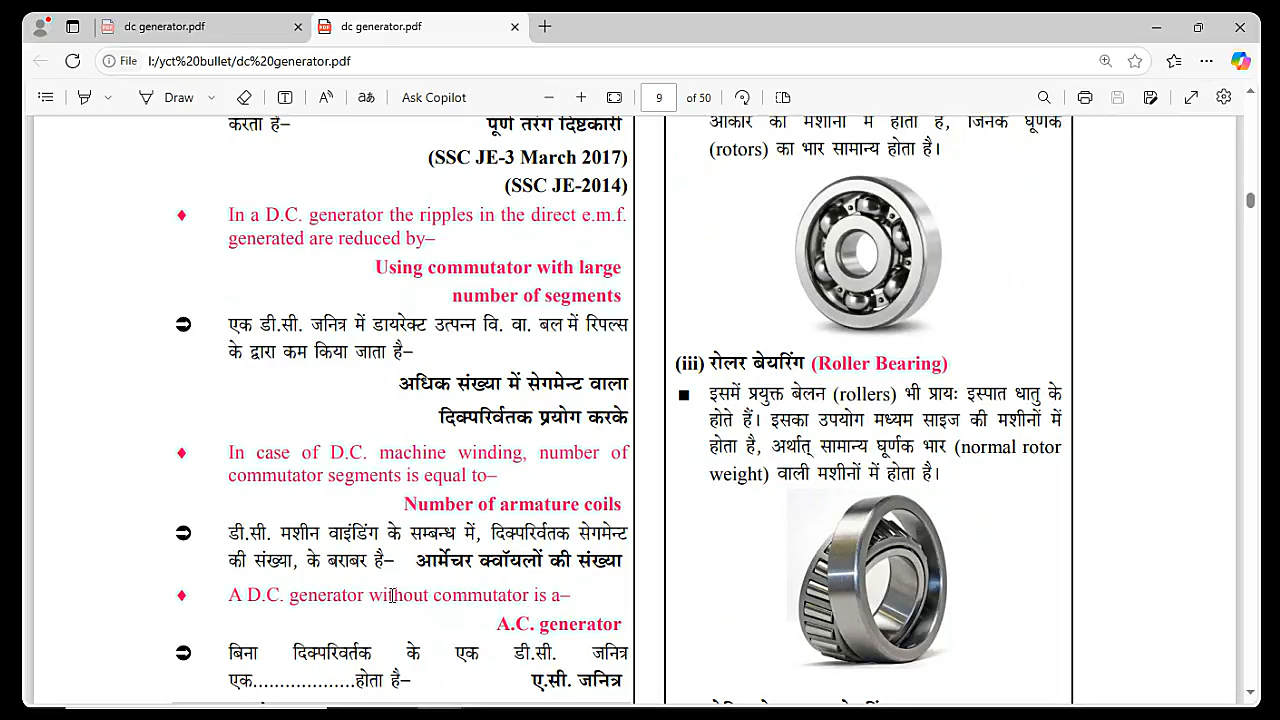 dc generator.pdf
dc generator.pdf
File
I:/yct%20bullet/dc%20generator.pdf
Draw
Ask Copilot
9 of 50
करता है– पूर्ण तरंग दिष्टकारी
(SSC JE-3 March 2017)
(SSC JE-2014)
♦ In a D.C. generator the ripples in the direct e.m.f.
generated are reduced by–
Using commutator with large
number of segments
एक डी.सी. जनित्र में डायरेक्ट उत्पन्न वि. वा. बल में रिपल्स
के द्वारा कम किया जाता है–
अधिक संख्या में सेगमेन्ट वाला
दिक्परिर्वतक प्रयोग करके
♦ In case of D.C. machine winding, number of
commutator segments is equal to–
Number of armature coils
डी.सी. मशीन वाइंडिंग के सम्बन्ध में, दिक्परिर्वतक सेगमेन्ट
की संख्या, के बराबर है– आर्मेचर क्वॉयलों की संख्या
♦ A D.C. generator without commutator is a–
A.C. generator
बिना दिक्परिवर्तक के एक डी.सी. जनित्र
एक...................होता है– ए.सी. जनित्र
आकार की मशीनों में होता है, जिनके घूर्णक
(rotors) का भार सामान्य होता है।
(iii) रोलर बेयरिंग (Roller Bearing)
■ इसमें प्रयुक्त बेलन (rollers) भी प्रायः इस्पात धातु के
होते हैं। इसका उपयोग मध्यम साइज की मशीनों में
होता है, अर्थात् सामान्य घूर्णक भार (normal rotor
weight) वाली मशीनों में होता है।